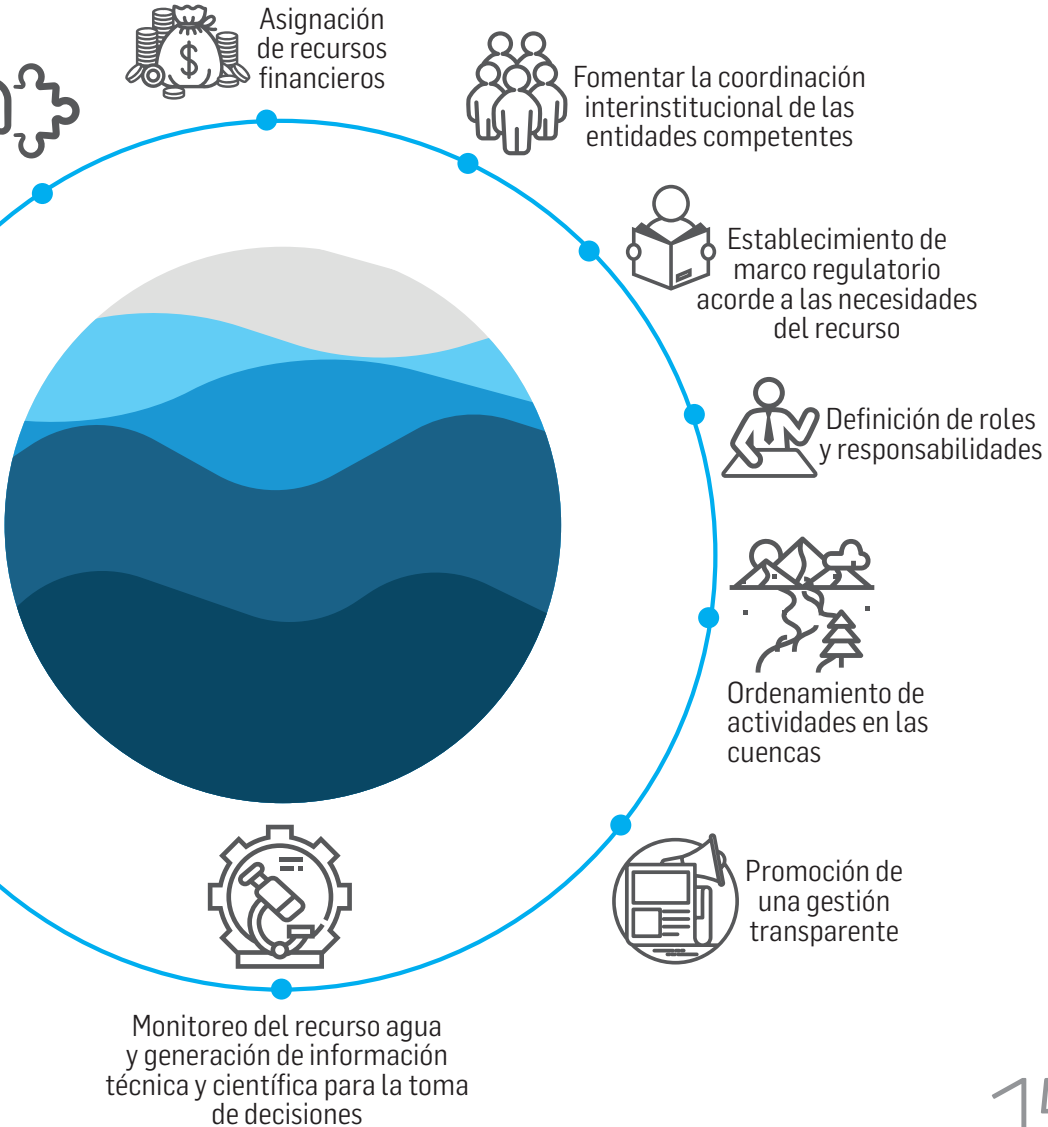 Asignación
de recursos
financieros
Fomentar la coordinación
interinstitucional de las
entidades competentes
Establecimiento de
marco regulatorio
acorde a las necesidades
del recurso
Definición de roles
y responsabilidades
Ordenamiento de
actividades en las
cuencas
Promoción de
una gestión
transparente
Monitoreo del recurso agua
y generación de información
técnica y científica para la toma
de decisiones